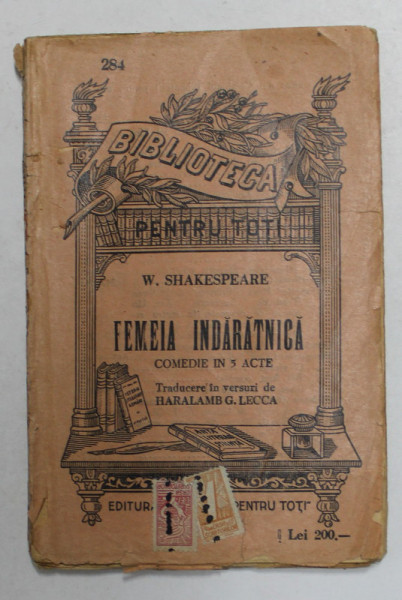 284
BIBLIOTECA
PENTRU TOȚI
W. SHAKESPEARE
FEMEIA INDĂRĂTNICĂ
COMEDIE IN 5 ACTE
Traducere în versuri de
HARALAMB G. LECCA
EDITURA PENTRU TOȚI"
Lei 200.—